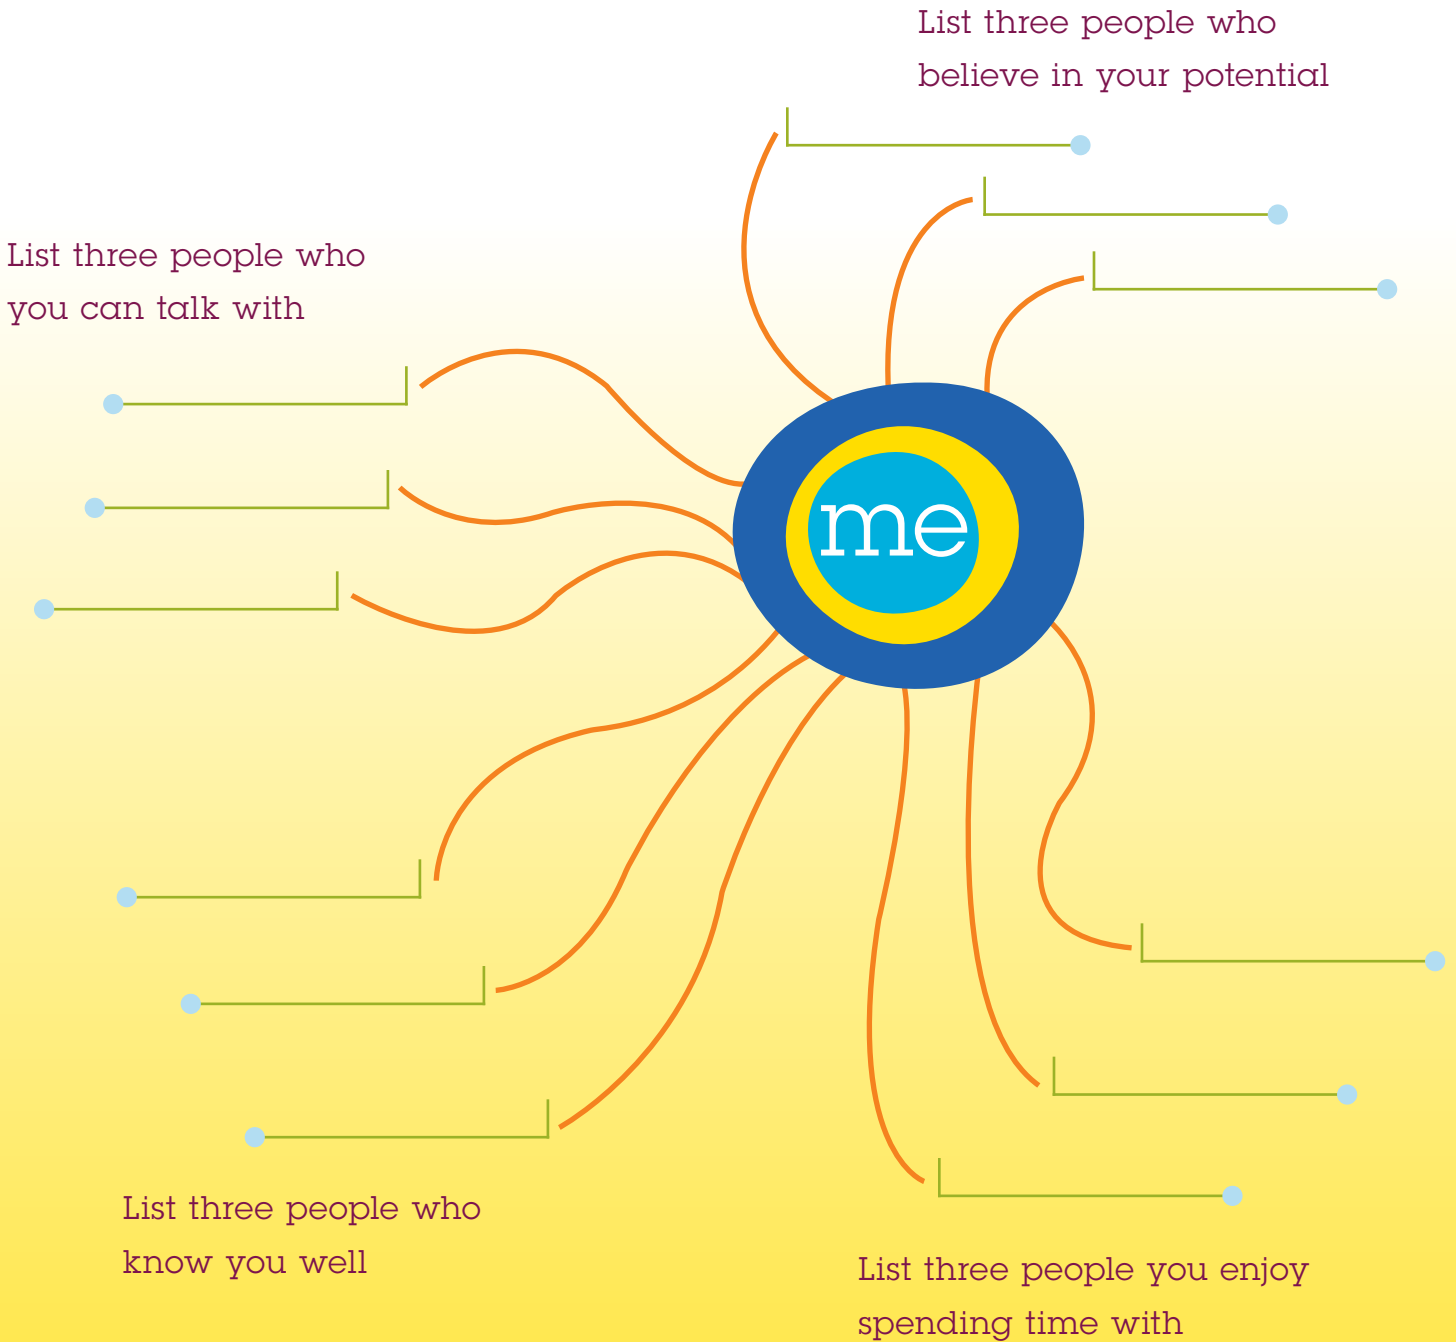 List three people who
believe in your potential
List three people who
you can talk with
me
List three people who
know you well
List three people you enjoy
spending time with